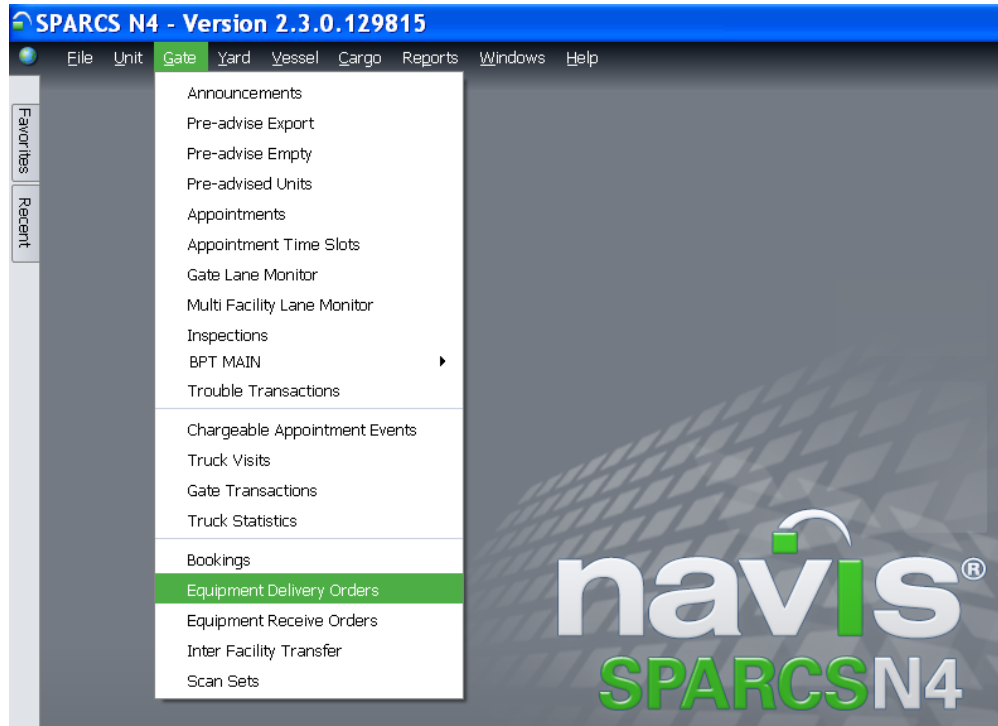 SPARCS N4 - Version 2.3.0.129815
File Unit Gate Yard Vessel Cargo Reports Windows Help
Favorites
Recent
Announcements
Pre-advise Export
Pre-advise Empty
Pre-advised Units
Appointments
Appointment Time Slots
Gate Lane Monitor
Multi Facility Lane Monitor
Inspections
BPT MAIN
Trouble Transactions
Chargeable Appointment Events
Truck Visits
Gate Transactions
Truck Statistics
Bookings
Equipment Delivery Orders
Equipment Receive Orders
Inter Facility Transfer
Scan Sets
navis®
SPARCSN4